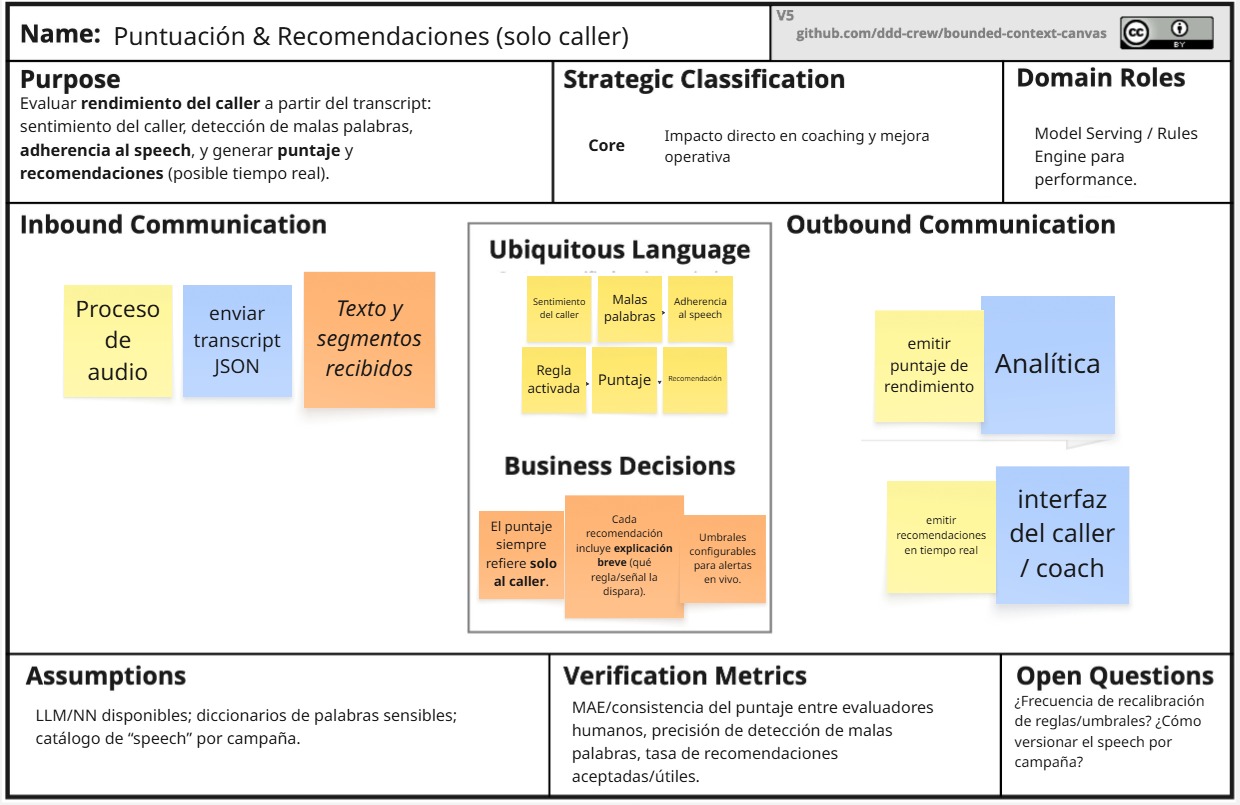 Name: Puntuación & Recomendaciones (solo caller)
V5
github.com/ddd-crew/bounded-context-canvas
cc
BY
Purpose
Evaluar rendimiento del caller a partir del transcript:
sentimiento del caller, detección de malas palabras,
adherencia al speech, y generar puntaje y
recomendaciones (posible tiempo real).
Strategic Classification
Core
Impacto directo en coaching y mejora
operativa
Domain Roles
Model Serving / Rules
Engine para
performance.
Inbound Communication
Proceso
de
audio
enviar
transcript
JSON
Texto y
segmentos
recibidos
Ubiquitous Language
Sentimiento
del caller
Malas
palabras
Adherencia
al speech
Regla
activada
Puntaje
Recomendación
Business Decisions
El puntaje
siempre
refiere solo
al caller.
Cada
recomendación
incluye explicación
breve (qué
regla/señal la
dispara).
Umbrales
configurables
para alertas
en vivo.
Outbound Communication
emitir
puntaje de
rendimiento
Analítica
emitir
recomendaciones
en tiempo real
interfaz
del caller
/ coach
Assumptions
LLM/NN disponibles; diccionarios de palabras sensibles;
catálogo de “speech” por campaña.
Verification Metrics
MAE/consistencia del puntaje entre evaluadores
humanos, precisión de detección de malas
palabras, tasa de recomendaciones
aceptadas/útiles.
Open Questions
¿Frecuencia de recalibración
de reglas/umbrales? ¿Cómo
versionar el speech por
campaña?